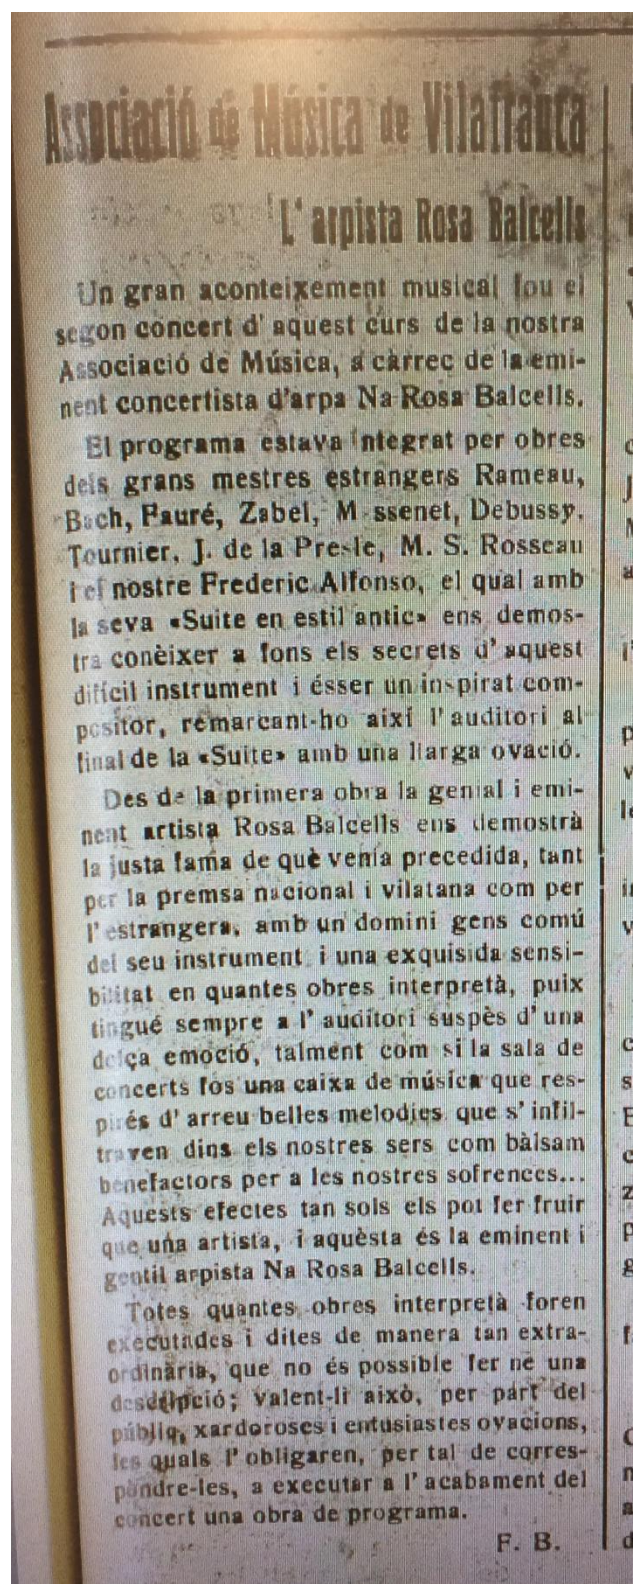 Associació de Música de Vilafranca
L' arpista Rosa Balcells
Un gran aconteixement musical fou el
segon concert d' aquest curs de la nostra
Associació de Música, a càrrec de la emi-
nent concertista d'arpa Na Rosa Balcells.
El programa estava integrat per obres
dels grans mestres estrangers Rameau,
Bach, Fauré, Zabel, M ssenet, Debussy.
Tournier. J. de la Presle, M. S. Rosseau
i el nostre Frederic Alfonso, el qual amb
la seva «Suite en estil antic» ens demos-
tra conèixer a fons els secrets d' aquest
difícil instrument i ésser un inspirat com-
positor, remarcant-ho així l' auditori al
final de la «Suite» amb una llarga ovació.
Des de la primera obra la genial i emi-
nent artista Rosa Balcells ens demostrà
la justa fama de què venía precedida, tant
per la premsa nacional i vilatana com per
l' estrangera, amb un domini gens comú
del seu instrument i una exquisida sensi-
bilitat en quantes obres interpretà, puix
tingué sempre a l' auditori suspès d' una
dolça emoció, talment com si la sala de
concerts fos una caixa de música que res-
pirés d' arreu belles melodies que s' infil-
traven dins els nostres sers com bàlsam
benefactors per a les nostres sofrences...
Aquests efectes tan sols els pot fer fruir
que una artista, i aquèsta és la eminent i
gentil arpista Na Rosa Balcells.
Totes quantes obres interpretà foren
executades i dites de manera tan extra-
ordinària, que no és possible fer ne una
descripció; valent-li això, per part del
públiq, xardoroses i entusiastes ovacions,
les quals l' obligaren, per tal de corres-
pondre-les, a executar a l' acabament del
concert una obra de programa.
F. B.